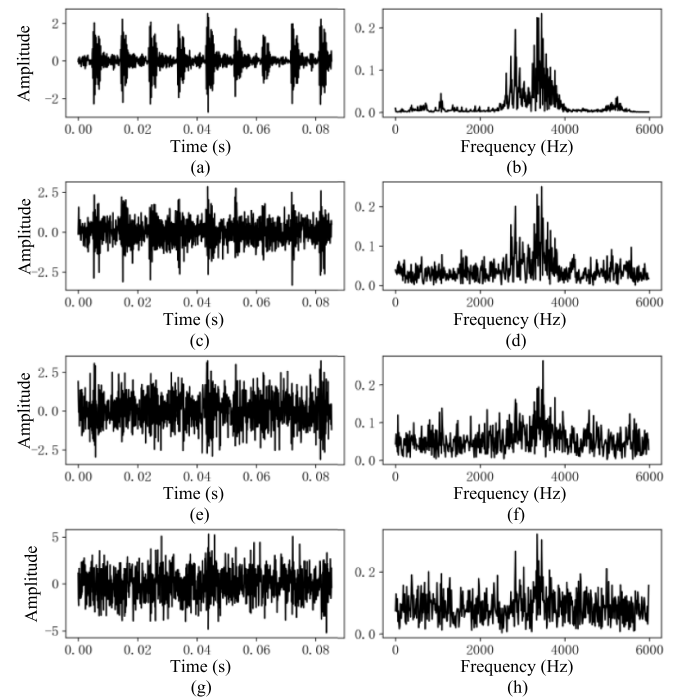 Amplitude
2
0
−2
0.00 0.02 0.04 0.06 0.08
Time (s)
(a)
0.2
0.1
0.0
0 2000 4000 6000
Frequency (Hz)
(b)
Amplitude
2.5
0.0
−2.5
0.00 0.02 0.04 0.06 0.08
Time (s)
(c)
0.2
0.1
0.0
0 2000 4000 6000
Frequency (Hz)
(d)
Amplitude
2.5
0.0
−2.5
0.00 0.02 0.04 0.06 0.08
Time (s)
(e)
0.2
0.1
0.0
0 2000 4000 6000
Frequency (Hz)
(f)
Amplitude
5
0
−5
0.00 0.02 0.04 0.06 0.08
Time (s)
(g)
0.2
0.0
0 2000 4000 6000
Frequency (Hz)
(h)